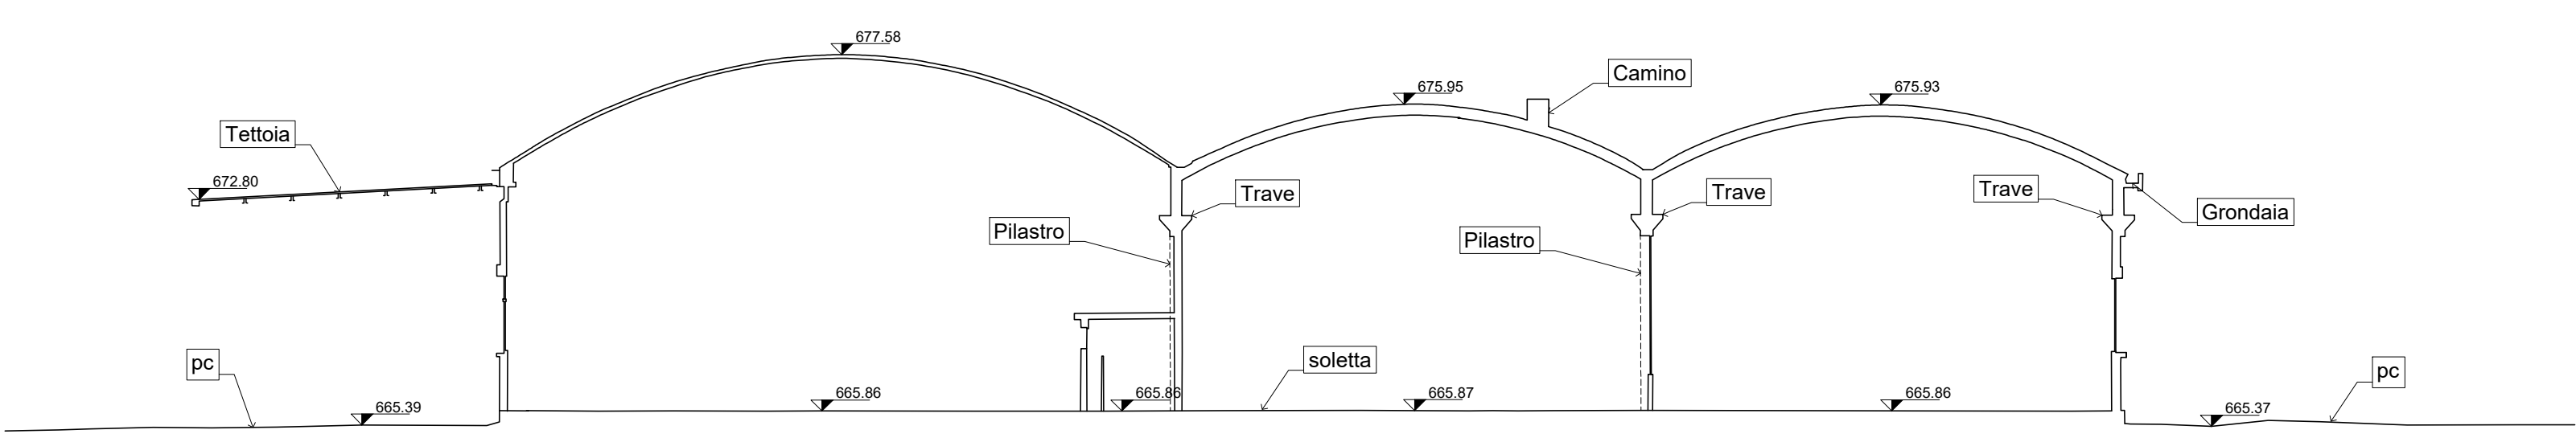 677.58
Camino
675.95
675.93
Tettoia
672.80
Trave
Trave
Trave
Grondaia
Pilastro
Pilastro
pc
soletta
pc
665.39
665.86
665.86
665.87
665.86
665.37